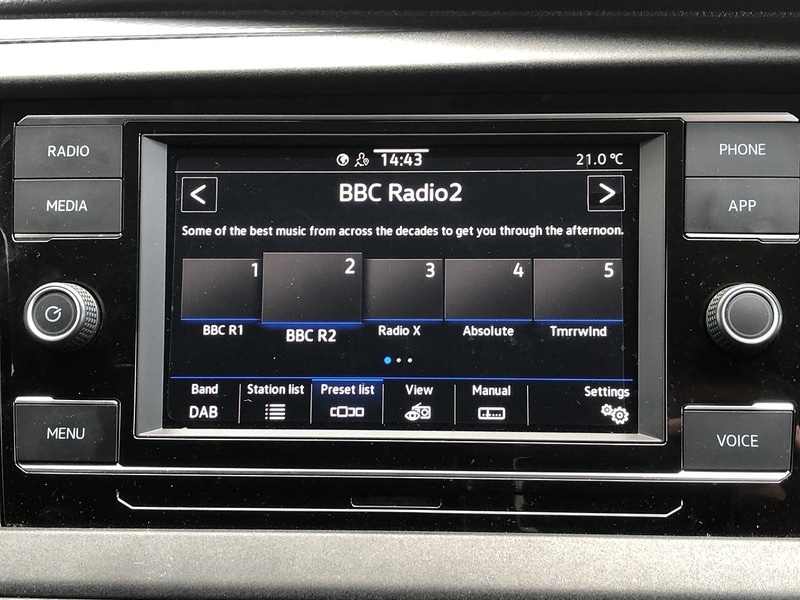 RADIO
MEDIA
MENU
PHONE
APP
VOICE
14:43
21.0 °C
<
BBC Radio2
>
Some of the best music from across the decades to get you through the afternoon.
1
2
3
4
5
BBC R1
BBC R2
Radio X
Absolute
Tmrrwlnd
Band
Station list
Preset list
View
Manual
Settings
DAB